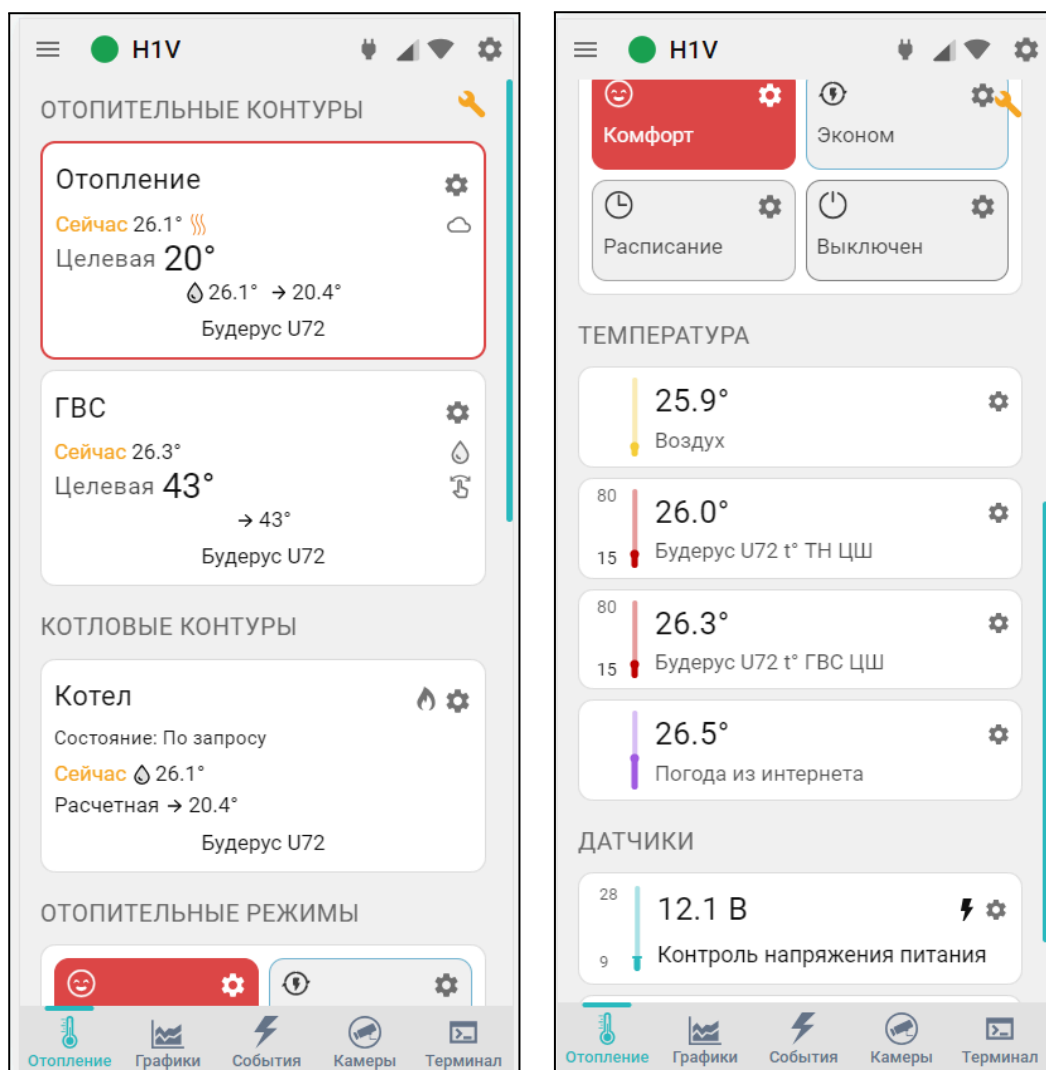 H1V
ОТОПИТЕЛЬНЫЕ КОНТУРЫ
Отопление
Сейчас 26.1°
Целевая 20°
26.1° → 20.4°
Будерус U72
ГВС
Сейчас 26.3°
Целевая 43°
→ 43°
Будерус U72
КОТЛОВЫЕ КОНТУРЫ
Котел
Состояние: По запросу
Сейчас 26.1°
Расчетная → 20.4°
Будерус U72
ОТОПИТЕЛЬНЫЕ РЕЖИМЫ
Отопление Графики События Камеры Терминал
H1V
Комфорт Эконом
Расписание Выключен
ТЕМПЕРАТУРА
25.9°
Воздух
80
26.0°
15 Будерус U72 t° ТН ЦШ
80
26.3°
15 Будерус U72 t° ГВС ЦШ
26.5°
Погода из интернета
ДАТЧИКИ
28
12.1 В
9 Контроль напряжения питания
Отопление Графики События Камеры Терминал